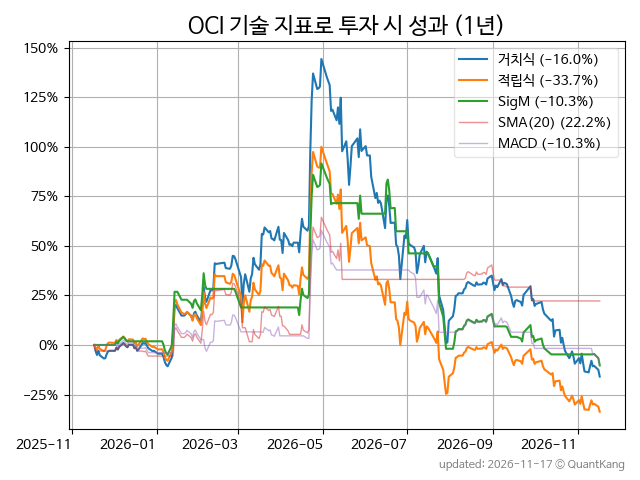 OCI 기술 지표로 투자 시 성과 (1년)
150%
125%
100%
75%
50%
25%
0%
−25%
거치식 (−16.0%)
적립식 (−33.7%)
SigM (−10.3%)
SMA(20) (22.2%)
MACD (−10.3%)
2025-11
2026-01
2026-03
2026-05
2026-07
2026-09
2026-11
updated: 2026-11-17 © QuantKang